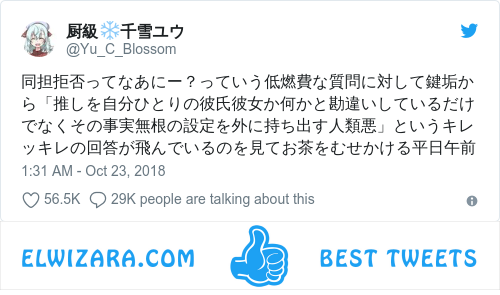 厨級❄️千雪ユウ
@Yu_C_Blossom
同担拒否ってなあにー？っていう低燃費な質問に対して鍵垢か
ら「推しを自分ひとりの彼氏彼女か何かと勘違いしているだけ
でなくその事実無根の設定を外に持ち出す人類悪」というキレ
ッキレの回答が飛んでいるのを見てお茶をむせかける平日午前
1:31 AM - Oct 23, 2018
56.5K 29K people are talking about this
ELWIZARA.COM BEST TWEETS